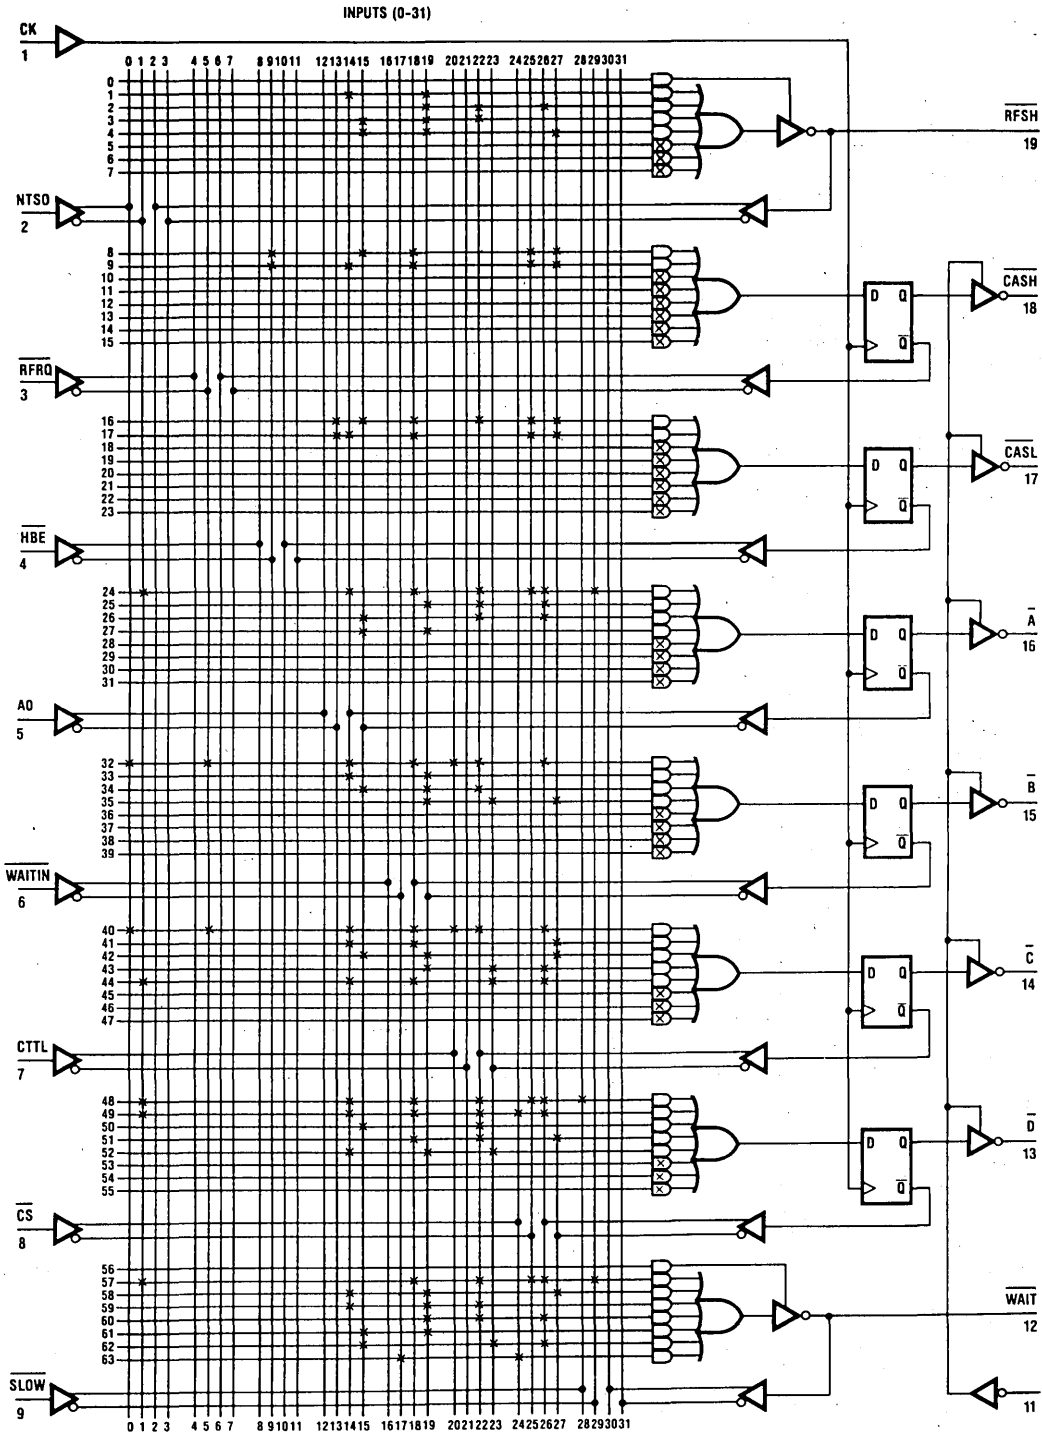 INPUTS (0-31)
CK
1
0 1 2 3 4 5 6 7 8 9 10 11 12 13 14 15 16 17 18 19 20 21 22 23 24 25 26 27 28 29 30 31
0
1
2
3
4
5
6
7
RFSH
19
NTSO
2
8
9
10
11
12
13
14
15
D Q
Q
CASH
18
RFRQ
3
16
17
18
19
20
21
22
23
D Q
Q
CASL
17
HBE
4
24
25
26
27
28
29
30
31
D Q
Q
A
16
AO
5
32
33
34
35
36
37
38
39
D Q
Q
B
15
WAITIN
6
40
41
42
43
44
45
46
47
D Q
Q
C
14
CTTL
7
48
49
50
51
52
53
54
55
D Q
Q
D
13
CS
8
56
57
58
59
60
61
62
63
WAIT
12
SLOW
9
11
0 1 2 3 4 5 6 7 8 9 10 11 12 13 14 15 16 17 18 19 20 21 22 23 24 25 26 27 28 29 30 31